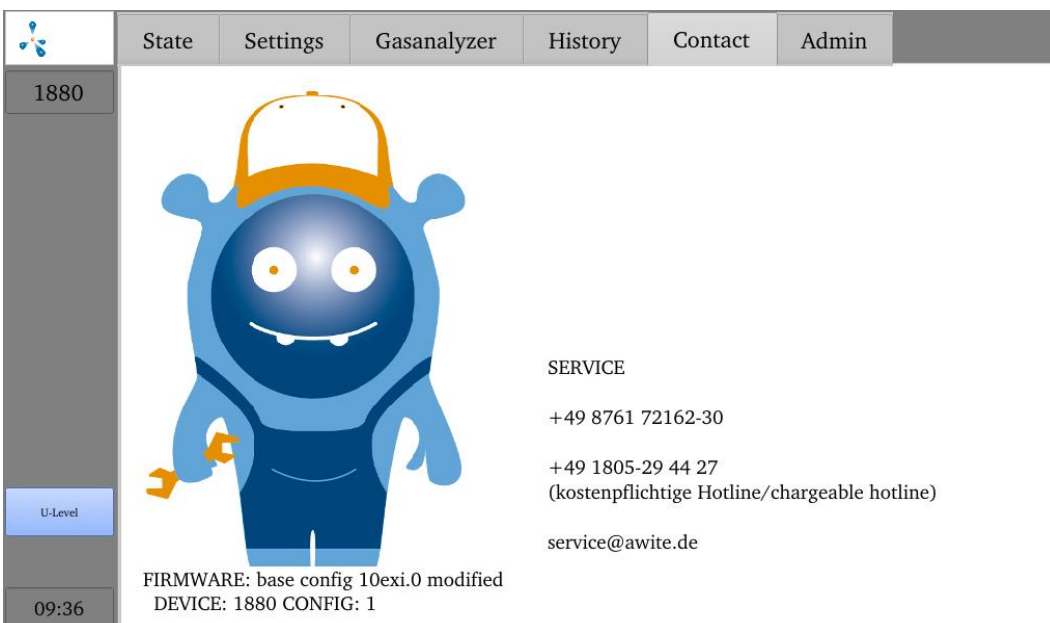 State
Settings
Gasanalyzer
History
Contact
Admin
1880
SERVICE
+49 8761 72162-30
+49 1805-29 44 27
(kostenpflichtige Hotline/chargeable hotline)
service@awite.de
U-Level
FIRMWARE: base config 10exi.0 modified
DEVICE: 1880 CONFIG: 1
09:36